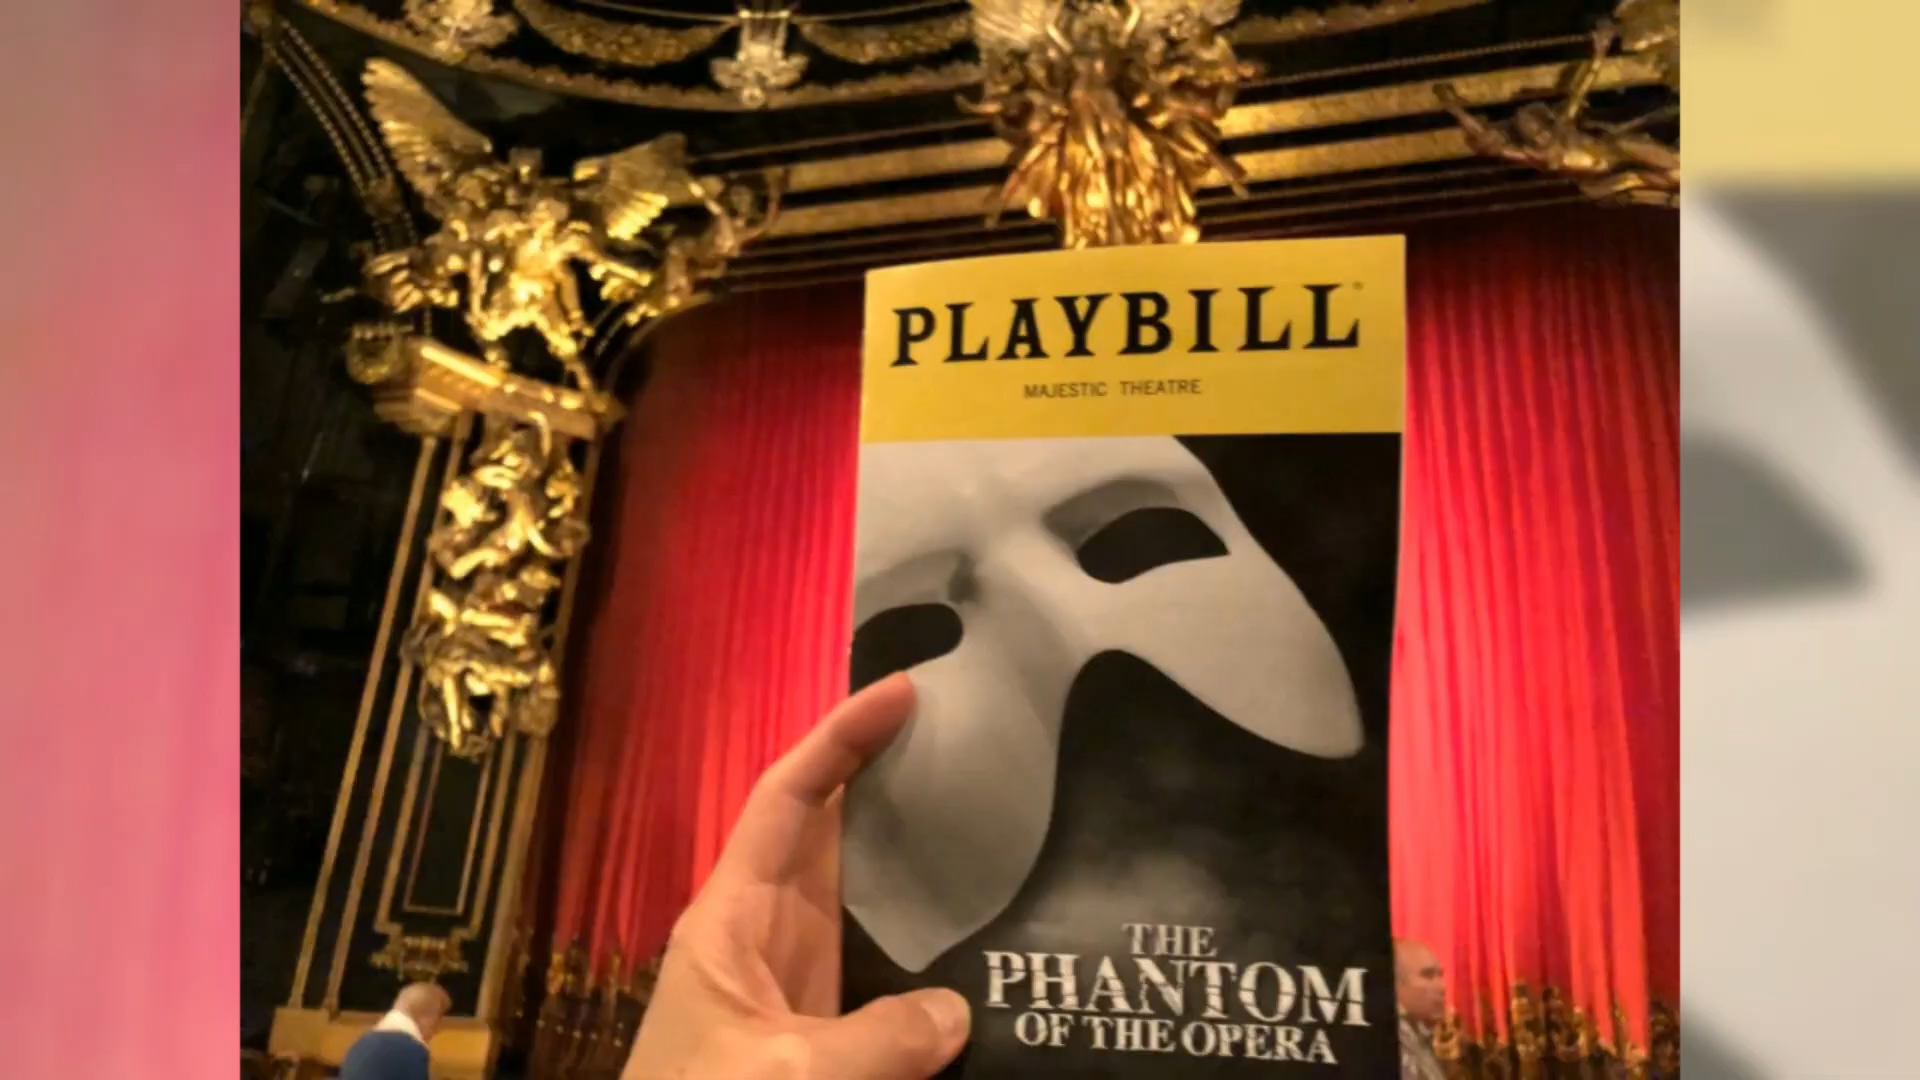 PLAYBILL
MAJESTIC THEATRE
THE
PHANTOM
OF THE OPERA